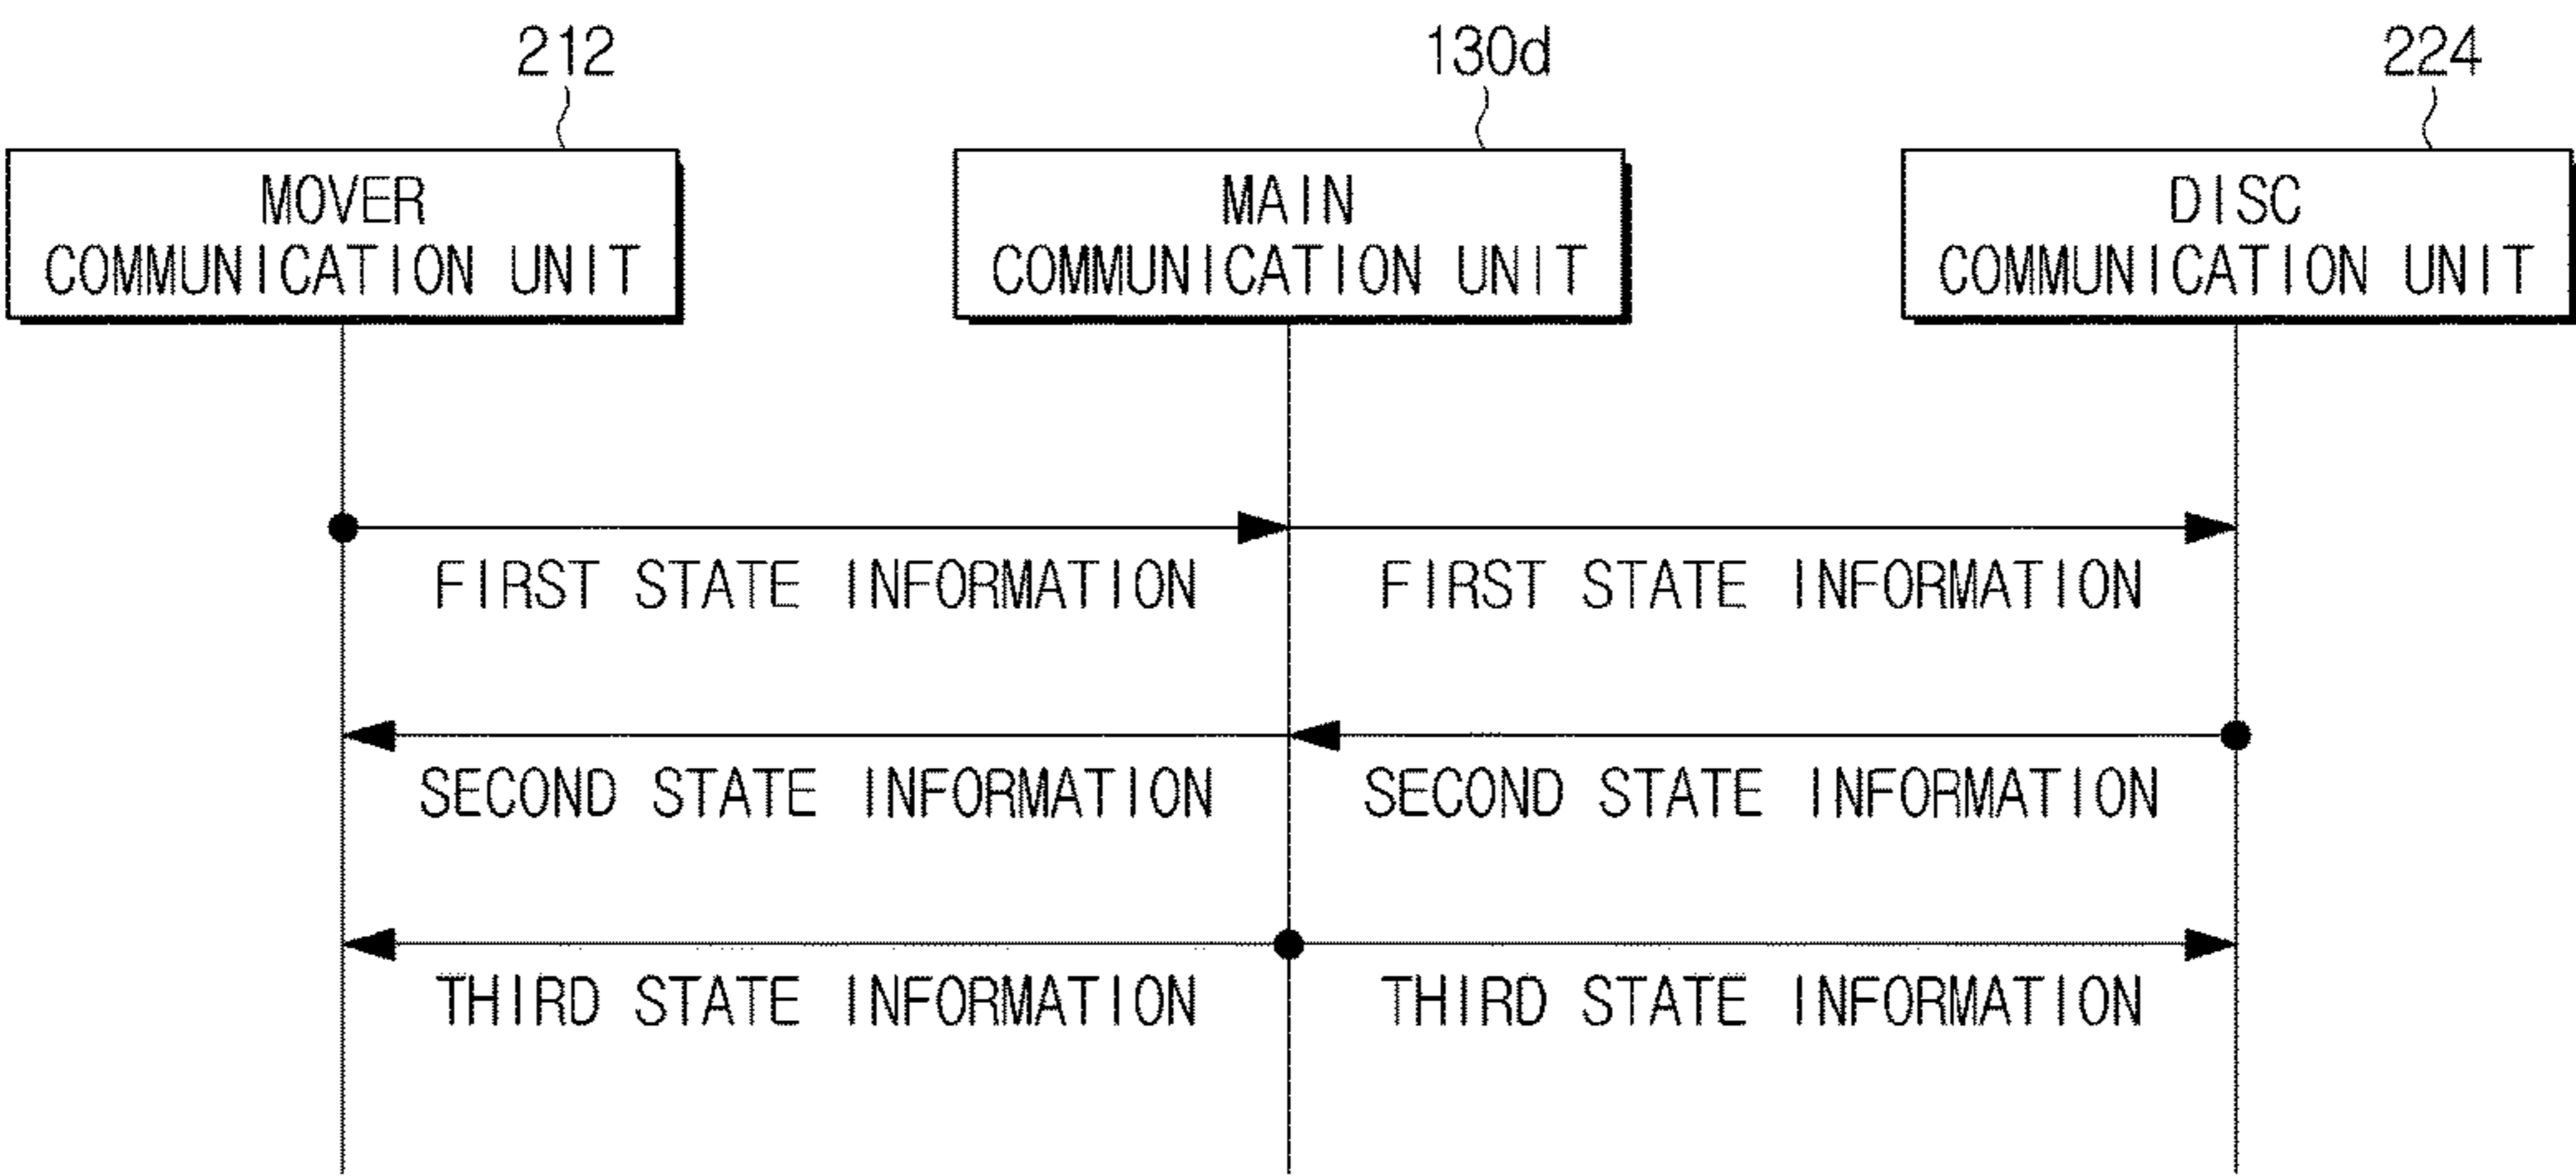 212
130d
224
MOVER
COMMUNICATION UNIT
MAIN
COMMUNICATION UNIT
DISC
COMMUNICATION UNIT
FIRST STATE INFORMATION
FIRST STATE INFORMATION
SECOND STATE INFORMATION
SECOND STATE INFORMATION
THIRD STATE INFORMATION
THIRD STATE INFORMATION